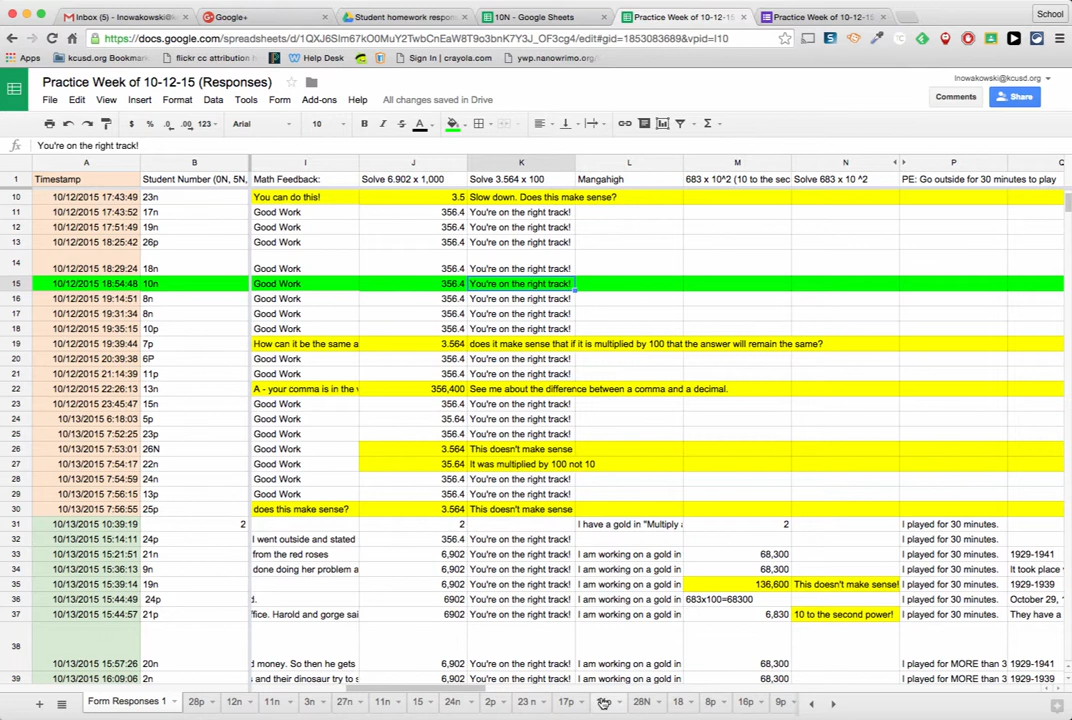 Inbox (5) - lnowakowski@
Google+
Student homework respon
10N - Google Sheets
Practice Week of 10-12-15
Practice Week of 10-12-15
School
https://docs.google.com/spreadsheets/d/1QXJ6Slm67kO0MuY2TwbCnEaW8T9o3bnK7Y3J_OF3cg4/edit#gid=1853083689&vpid=I10
Apps kcusd.org Bookmark flickr cc attribution Help Desk Sign In | crayola.com ywp.nanowrimo.org/
Practice Week of 10-12-15 (Responses)
lnowakowski@kcusd.org
File Edit View Insert Format Data Tools Form Add-ons Help All changes saved in Drive
Comments Share
$ % .0 .00 123 Arial 10 B I S A Σ
fx You're on the right track!
A B I J K L M N P Q
1 Timestamp Student Number (0N, 5N, Math Feedback: Solve 6.902 x 1,000 Solve 3.564 x 100 Mangahigh 683 x 10^2 (10 to the sec Solve 683 x 10 ^2 PE: Go outside for 30 minutes to play
10 10/12/2015 17:43:49 23n You can do this! 3.5 Slow down. Does this make sense?
11 10/12/2015 17:43:52 17n Good Work 356.4 You're on the right track!
12 10/12/2015 17:51:49 24n Good Work 356.4 You're on the right track!
13 10/12/2015 18:25:42 26p Good Work 356.4 You're on the right track!
14 10/12/2015 18:29:24 18n Good Work 356.4 You're on the right track!
15 10/12/2015 18:54:48 10n Good Work 356.4 You're on the right track!
16 10/12/2015 19:14:51 8n Good Work 356.4 You're on the right track!
17 10/12/2015 19:31:34 8n Good Work 356.4 You're on the right track!
18 10/12/2015 19:35:15 10p Good Work 356.4 You're on the right track!
19 10/12/2015 19:39:44 7p How can it be the same a 3.564 does it make sense that if it is multiplied by 100 that the answer will remain the same?
20 10/12/2015 20:39:38 6P Good Work 356.4 You're on the right track!
21 10/12/2015 21:14:39 11p Good Work 356.4 You're on the right track!
22 10/12/2015 22:26:13 13n A - your comma is in the v 356,400 See me about the difference between a comma and a decimal.
23 10/12/2015 23:45:47 15n Good Work 356.4 You're on the right track!
24 10/13/2015 6:18:03 5p Good Work 35.64 You're on the right track!
25 10/13/2015 7:52:25 23p Good Work 356.4 You're on the right track!
26 10/13/2015 7:53:01 26N Good Work 3.564 This doesn't make sense
27 10/13/2015 7:54:17 22n Good Work 35.64 It was multiplied by 100 not 10
28 10/13/2015 7:54:59 24n Good Work 356.4 You're on the right track!
29 10/13/2015 7:56:15 13p Good Work 356.4 You're on the right track!
30 10/13/2015 7:56:55 25p does this make sense? 3.564 This doesn't make sense
31 10/13/2015 10:39:19 2 2 I have a gold in "Multiply a 2 I played for 30 minutes.
32 10/13/2015 15:14:11 24p I went outside and stated 356.4 You're on the right track! I played for 30 minutes.
33 10/13/2015 15:21:51 21n from the red roses 6,902 You're on the right track! I am working on a gold in 68,300 I played for 30 minutes. 1929-1941
34 10/13/2015 15:36:13 9n done doing her problem a 6,902 You're on the right track! I am working on a gold in 68,300 I played for 30 minutes. It took place
35 10/13/2015 15:39:14 19n 6,902 You're on the right track! I am working on a gold in 136,600 This doesn't make sense! I played for 30 minutes. 1929-1939
36 10/13/2015 15:44:49 24p d. 6902 You're on the right track! I am working on a gold in 683x100=68300 I played for 30 minutes. October 29, 1
37 10/13/2015 15:44:57 21p ffice. Harold and gorge sai 6902 You're on the right track! I am working on a gold in 6,830 10 to the second power! I played for 30 minutes. They have a
38 10/13/2015 15:57:26 20n d money. So then he gets 6,902 You're on the right track! I am working on a gold in 68,300 I played for MORE than 3 1929-1941
39 10/13/2015 16:09:06 2n and their dinosaur try to s 6,902 You're on the right track! I am working on a gold in 68,300 I played for MORE than 3 1929-1939
Form Responses 1 28p 12n 11n 3n 27n 11n 15 24n 2p 23 n 17p 28N 18 8p 16p 9p